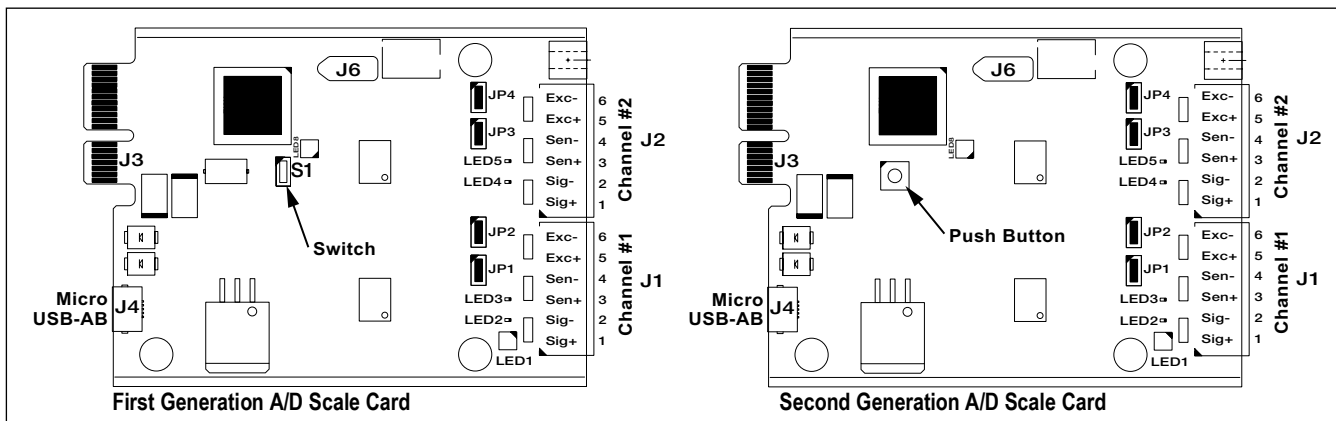 J6
J3
LED8
S1
Switch
JP4
JP3
LED5
LED4
JP2
JP1
LED3
LED2
LED1
Exc- 6
Exc+ 5
Sen- 4
Sen+ 3
Sig- 2
Sig+ 1
Channel #2
J2
Exc- 6
Exc+ 5
Sen- 4
Sen+ 3
Sig- 2
Sig+ 1
Channel #1
J1
Micro
USB-AB
J4
First Generation A/D Scale Card
J6
J3
LED8
Push Button
JP4
JP3
LED5
LED4
JP2
JP1
LED3
LED2
LED1
Exc- 6
Exc+ 5
Sen- 4
Sen+ 3
Sig- 2
Sig+ 1
Channel #2
J2
Exc- 6
Exc+ 5
Sen- 4
Sen+ 3
Sig- 2
Sig+ 1
Channel #1
J1
Micro
USB-AB
J4
Second Generation A/D Scale Card